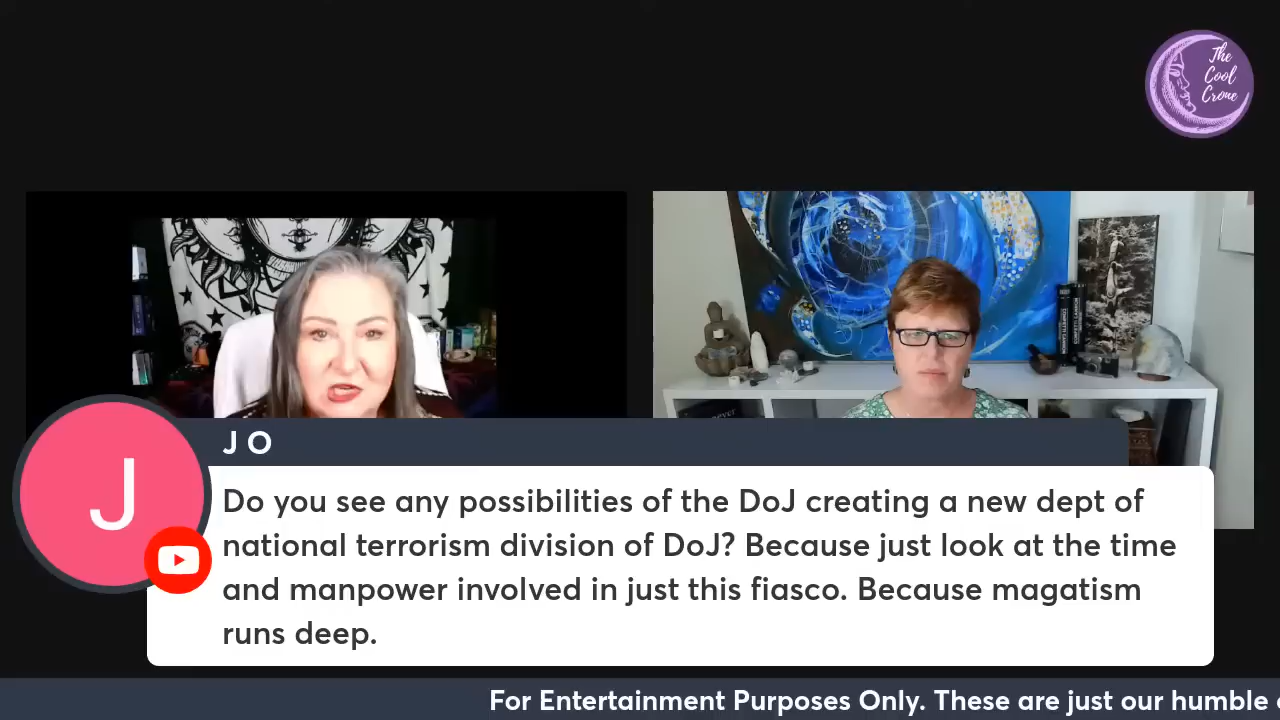 The
Cool
Crone
J
J O
Do you see any possibilities of the DoJ creating a new dept of
national terrorism division of DoJ? Because just look at the time
and manpower involved in just this fiasco. Because magatism
runs deep.
For Entertainment Purposes Only. These are just our humble